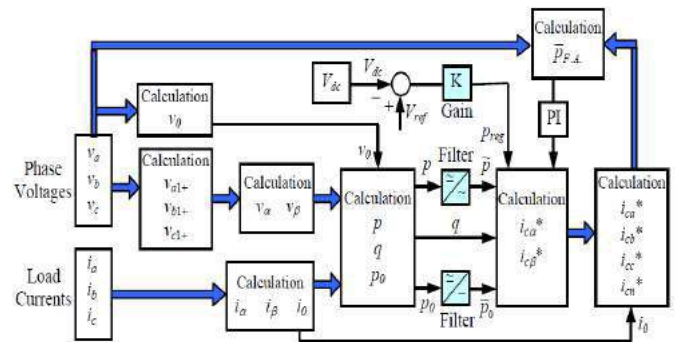 Calculation
p̅F.A.
Vdc
Vdc
−
+
Vref
K
Gain
preg
PI
Calculation
v0
v0
Phase
Voltages
va
vb
vc
Calculation
va1+
vb1+
vc1+
Calculation
vα vβ
Calculation
p
q
p0
p
Filter
p̃
q
p0
Filter
p̅0
Calculation
icα*
icβ*
Calculation
ica*
icb*
icc*
icn*
Load
Currents
ia
ib
ic
Calculation
iα iβ i0
i0